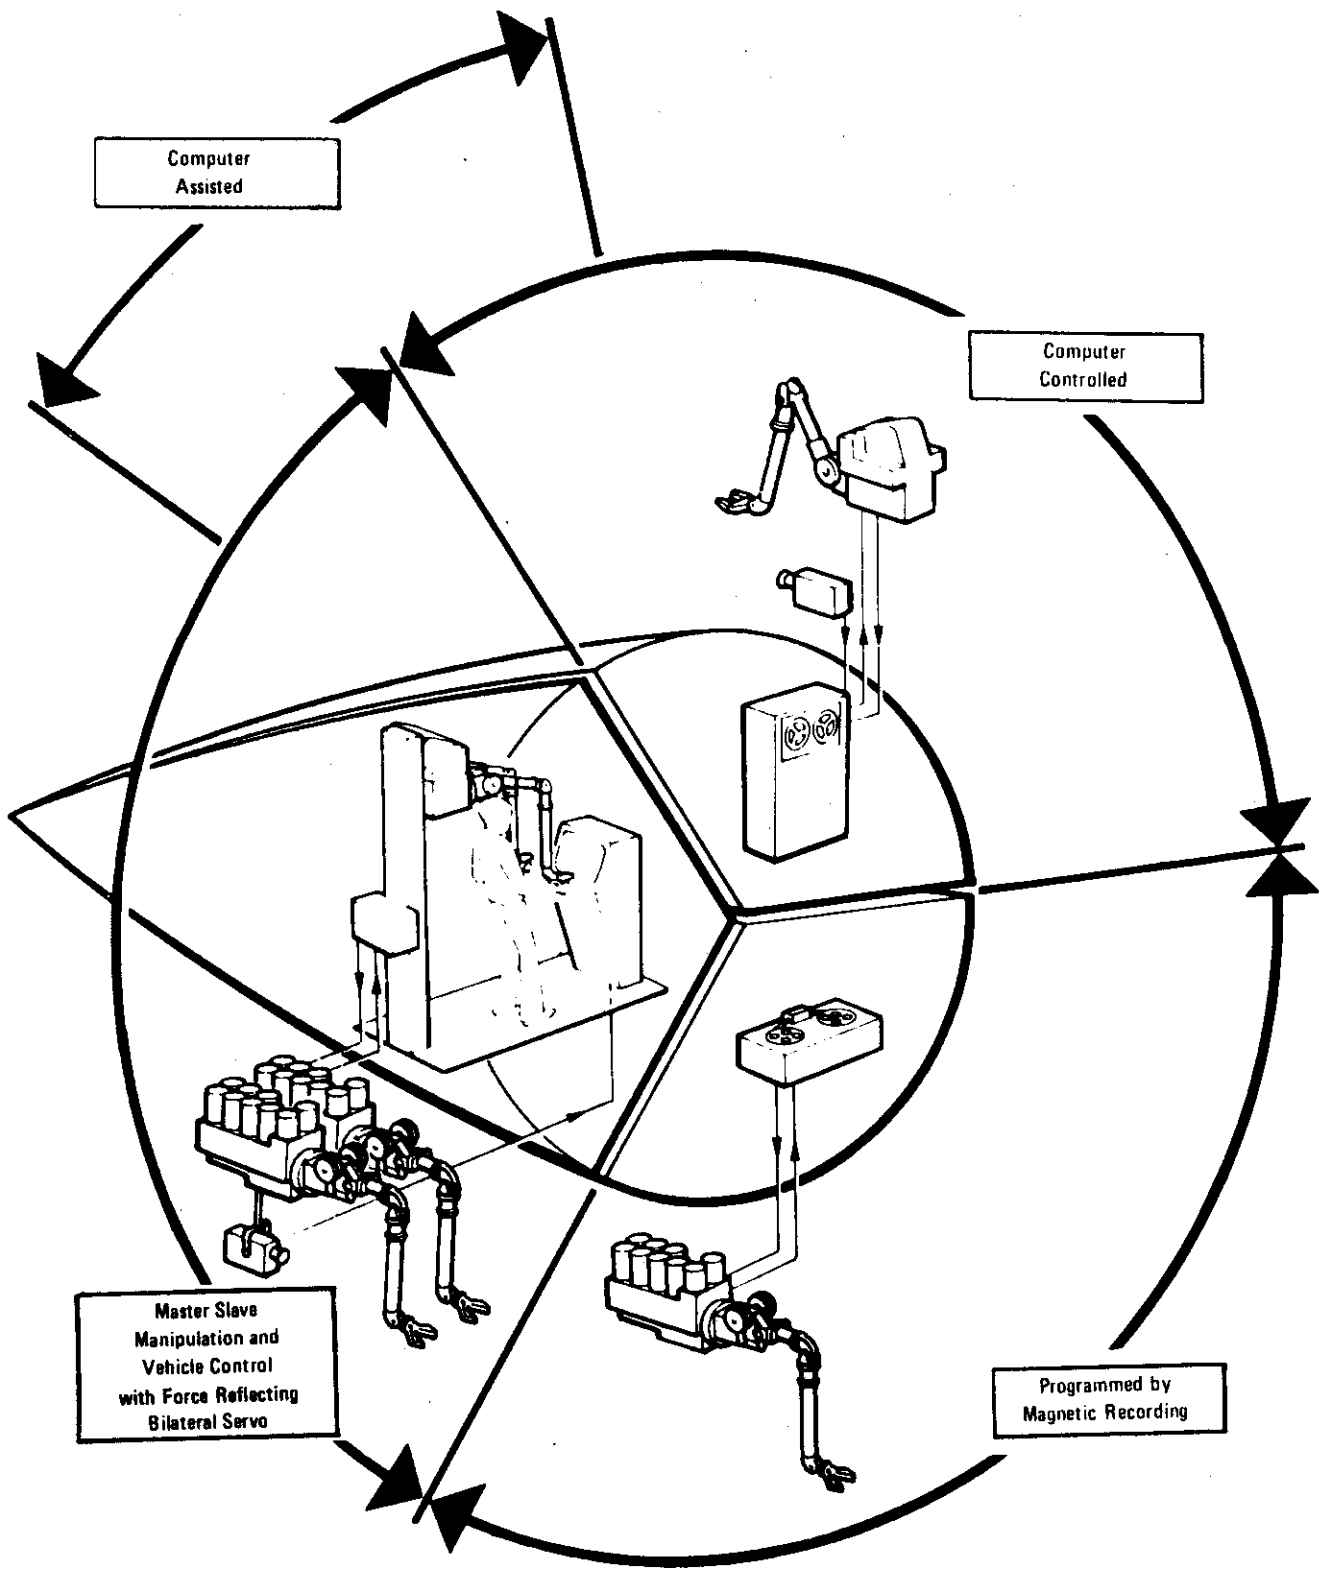 Computer
Assisted
Computer
Controlled
Master Slave
Manipulation and
Vehicle Control
with Force Reflecting
Bilateral Servo
Programmed by
Magnetic Recording